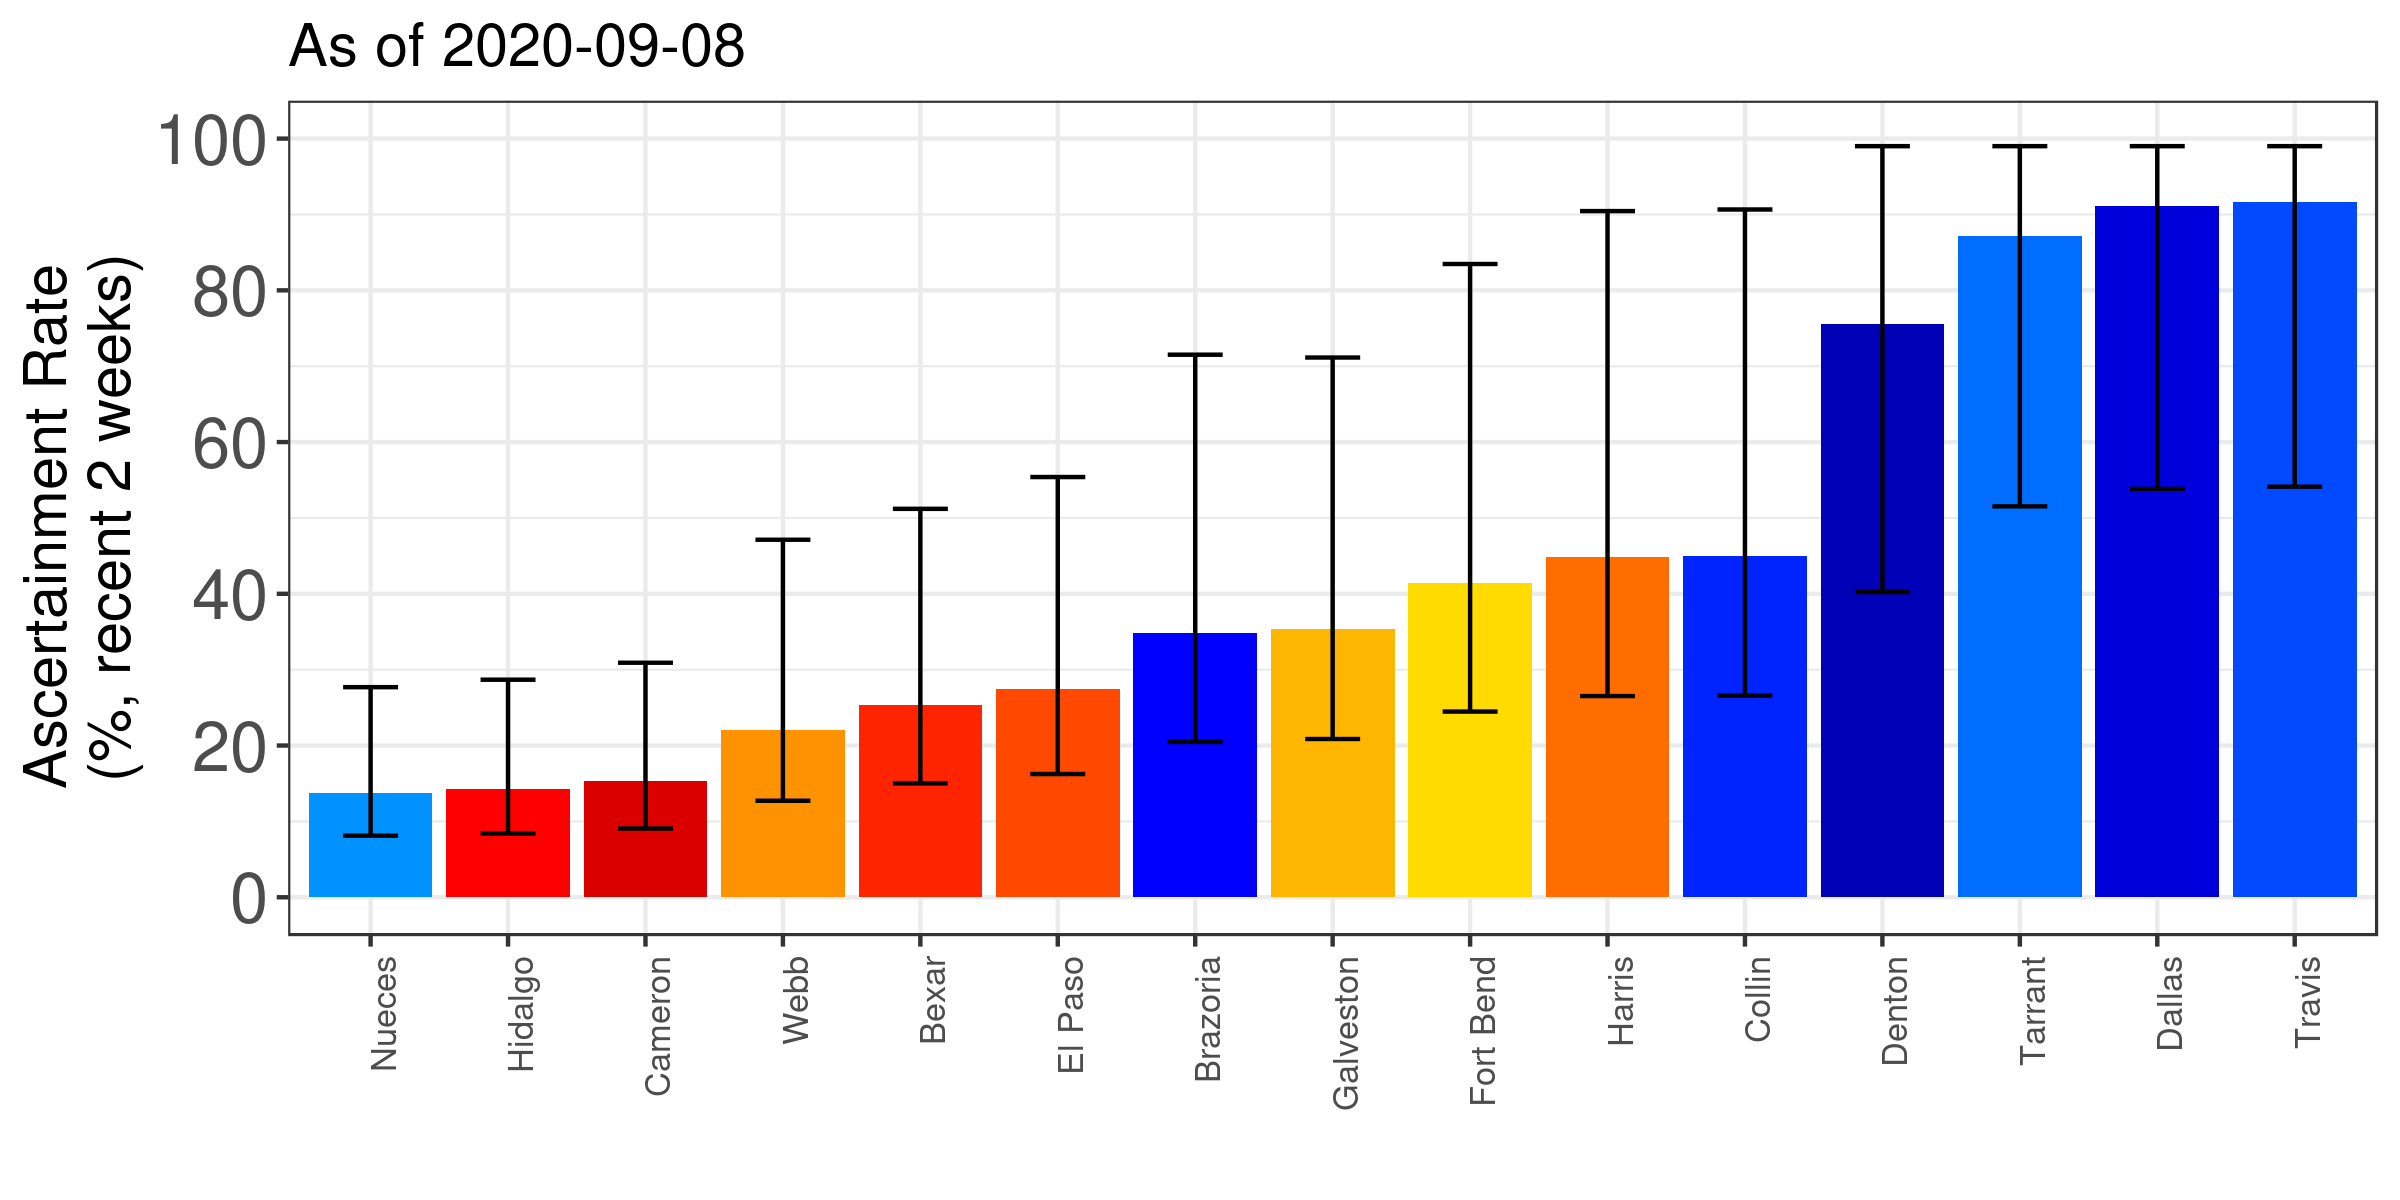 As of 2020-09-08
Ascertainment Rate
(%, recent 2 weeks)
100
80
60
40
20
0
Nueces
Hidalgo
Cameron
Webb
Bexar
El Paso
Brazoria
Galveston
Fort Bend
Harris
Collin
Denton
Tarrant
Dallas
Travis